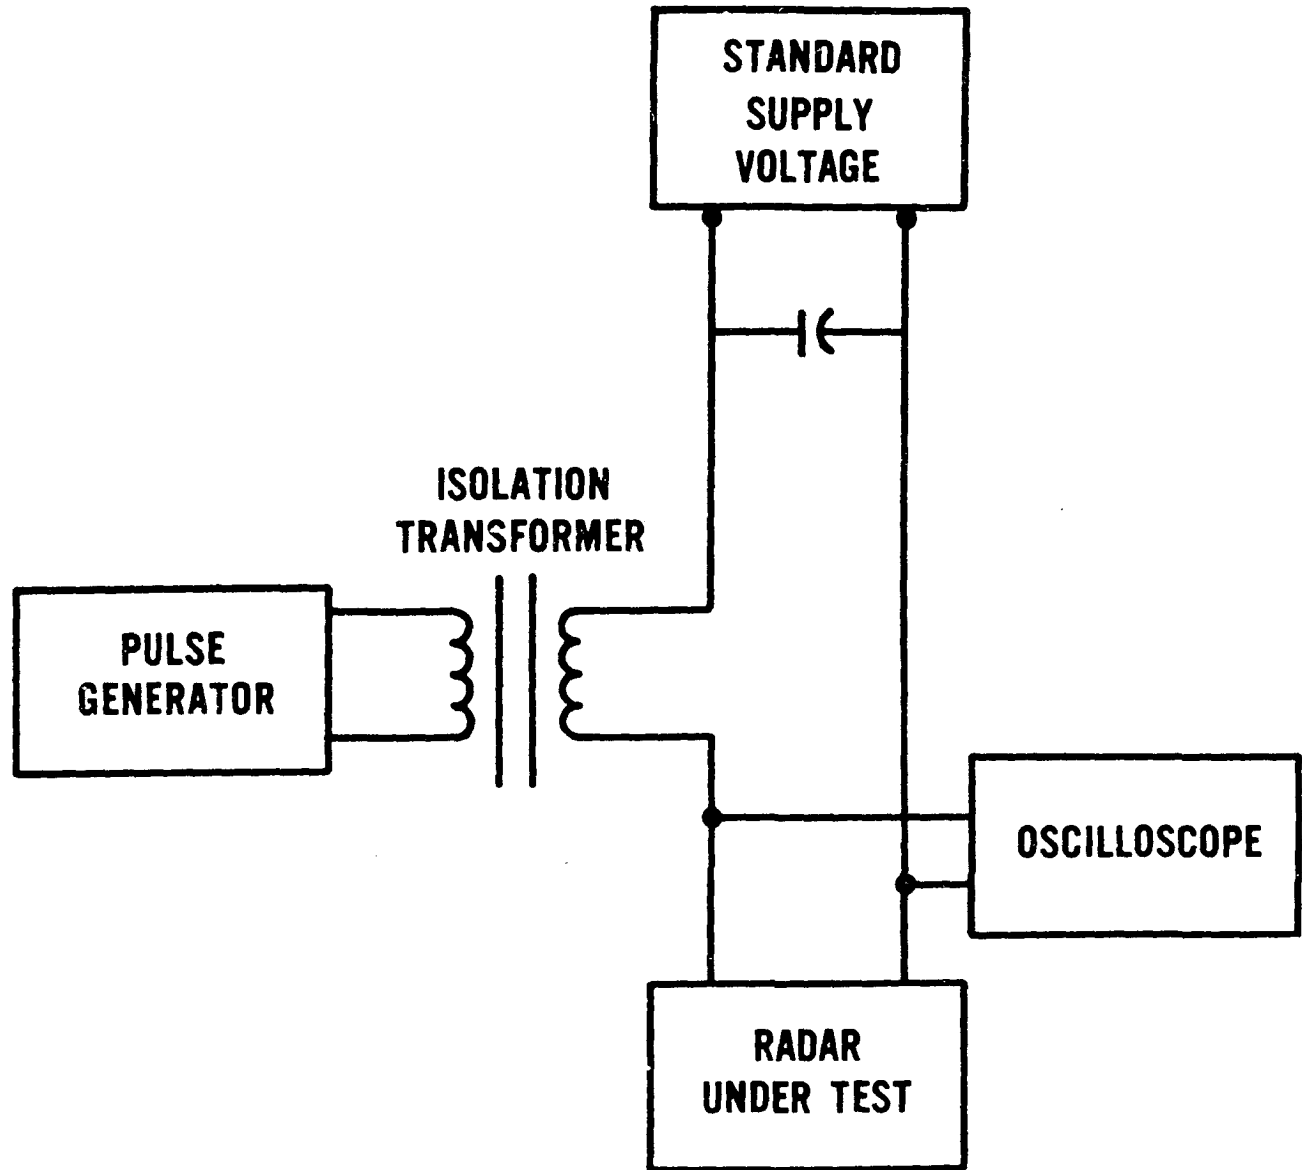 STANDARD
SUPPLY
VOLTAGE
ISOLATION
TRANSFORMER
PULSE
GENERATOR
OSCILLOSCOPE
RADAR
UNDER TEST